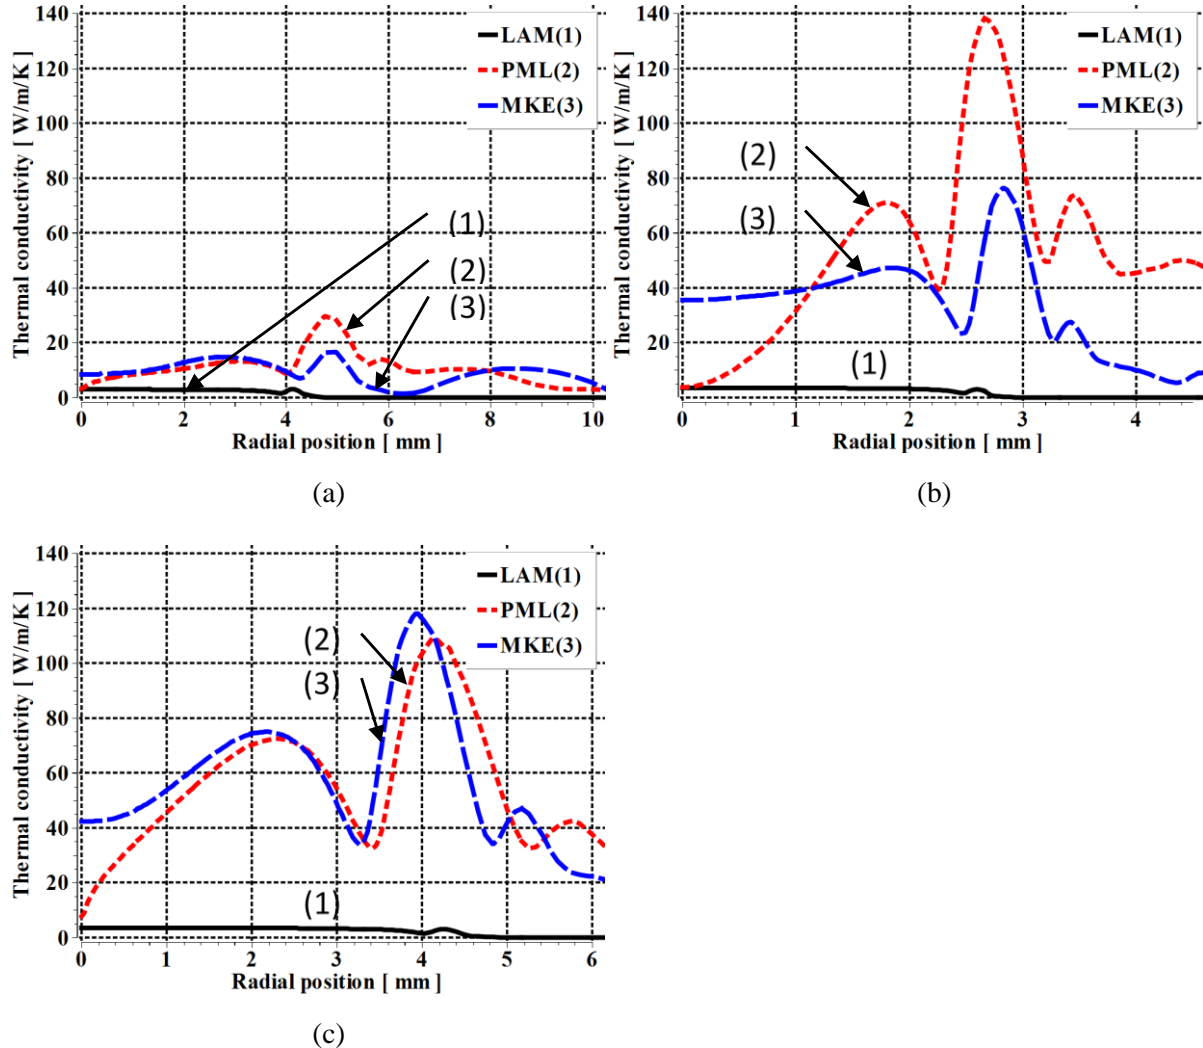 Thermal conductivity [ W/m/K]
140
120
100
80
60
40
20
0
LAM(1)
PML(2)
MKE(3)
(1)
(2)
(3)
0 2 4 6 8 10
Radial position [ mm]
(a)
Thermal conductivity [ W/m/K]
140
120
100
80
60
40
20
0
LAM(1)
PML(2)
MKE(3)
(2)
(3)
(1)
0 1 2 3 4
Radial position [ mm]
(b)
Thermal conductivity [ W/m/K]
140
120
100
80
60
40
20
0
LAM(1)
PML(2)
MKE(3)
(2)
(3)
(1)
0 1 2 3 4 5 6
Radial position [ mm]
(c)